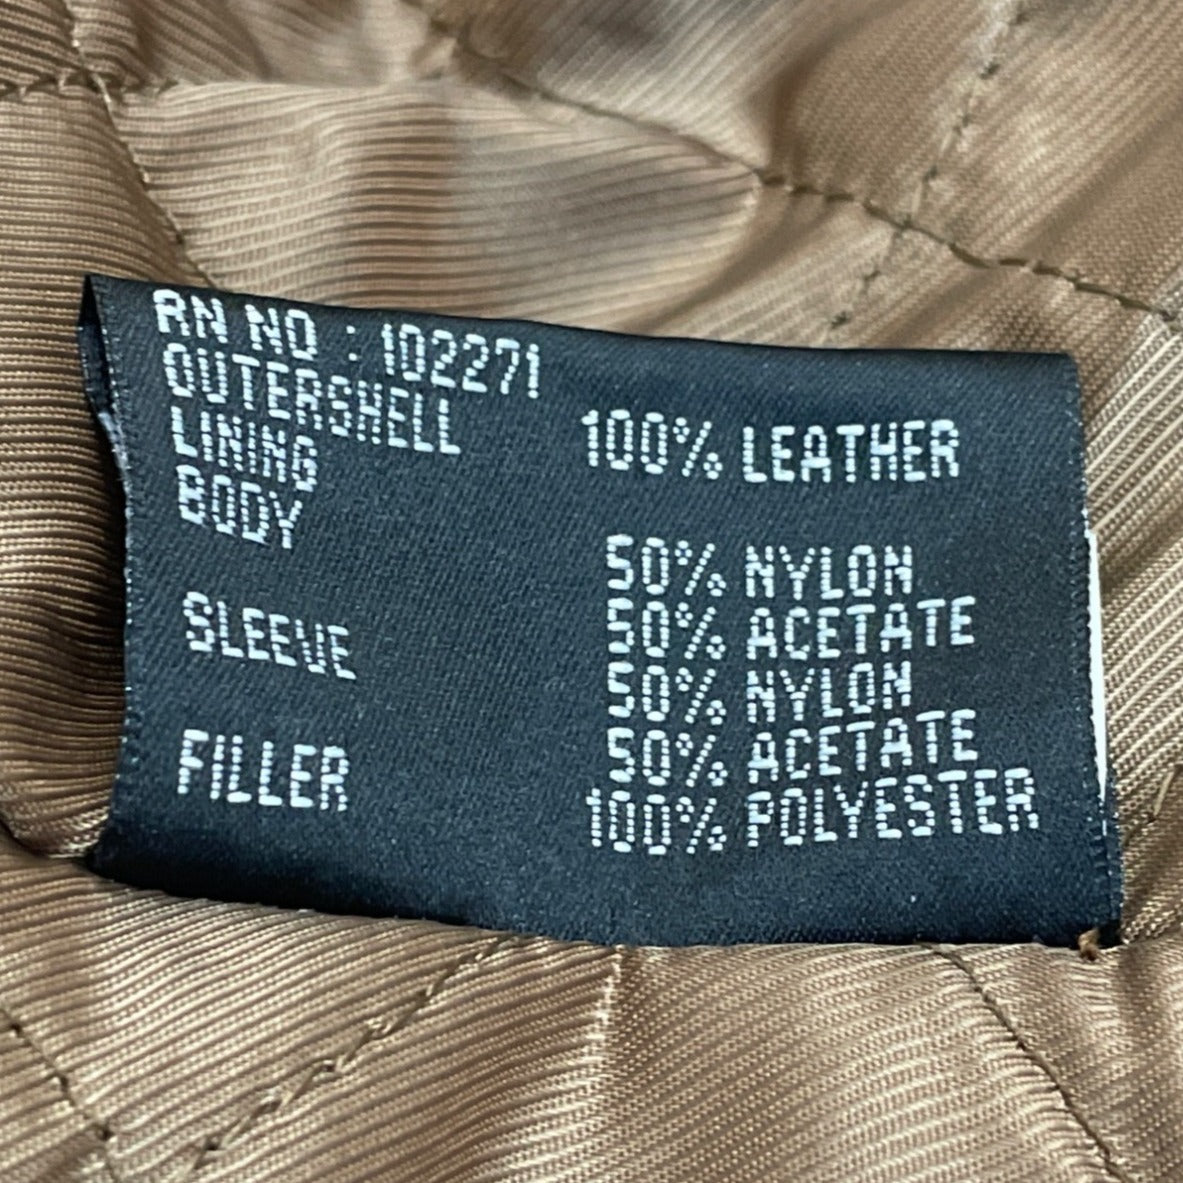 RN NO : 102271
OUTERSHELL 100% LEATHER
LINING
BODY 50% NYLON
50% ACETATE
SLEEVE 50% NYLON
50% ACETATE
FILLER 100% POLYESTER